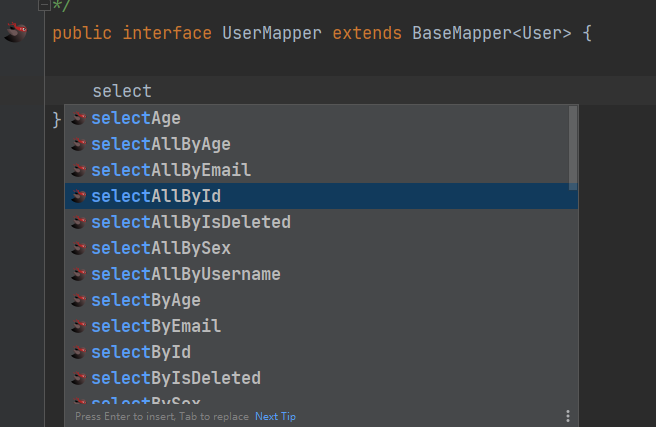 */
public interface UserMapper extends BaseMapper<User> {
select
}
selectAge
selectAllByAge
selectAllByEmail
selectAllById
selectAllByIsDeleted
selectAllBySex
selectAllByUsername
selectByAge
selectByEmail
selectById
selectByIsDeleted
selectBySex
Press Enter to insert, Tab to replace Next Tip